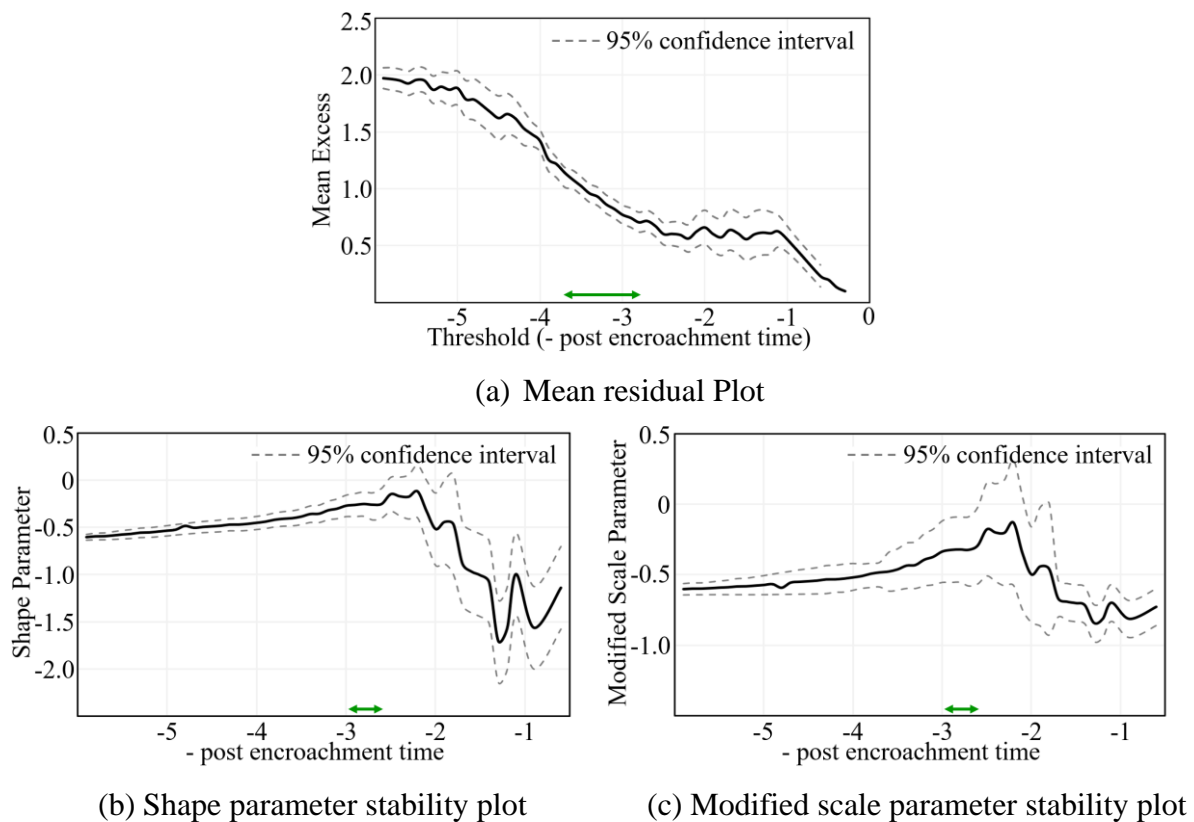 2.5
95% confidence interval
2.0
1.5
1.0
0.5
Mean Excess
-5 -4 -3 -2 -1 0
Threshold (- post encroachment time)
(a) Mean residual Plot
0.5
95% confidence interval
0
-0.5
-1.0
-1.5
-2.0
Shape Parameter
-5 -4 -3 -2 -1
- post encroachment time
(b) Shape parameter stability plot
0.5
95% confidence interval
0
-0.5
-1.0
Modified Scale Parameter
-5 -4 -3 -2 -1
- post encroachment time
(c) Modified scale parameter stability plot